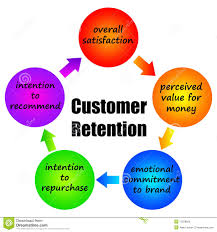 overall
satisfaction
perceived
value for
money
emotional
commitment
to brand
intention
to
repurchase
intention
to
recommend
Customer
Retention